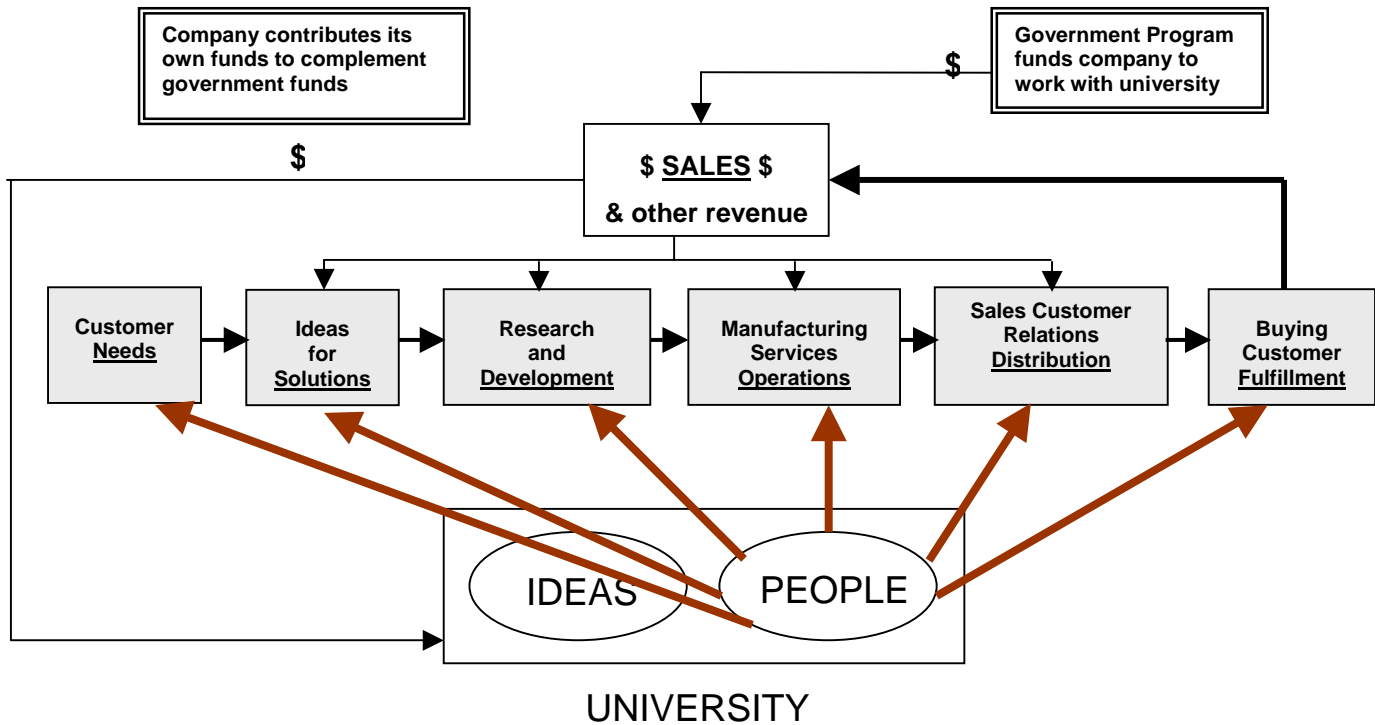 Company contributes its
own funds to complement
government funds
Government Program
funds company to
work with university
$
$
$ SALES $
& other revenue
Customer
Needs
Ideas
for
Solutions
Research
and
Development
Manufacturing
Services
Operations
Sales Customer
Relations
Distribution
Buying
Customer
Fulfillment
IDEAS
PEOPLE
UNIVERSITY